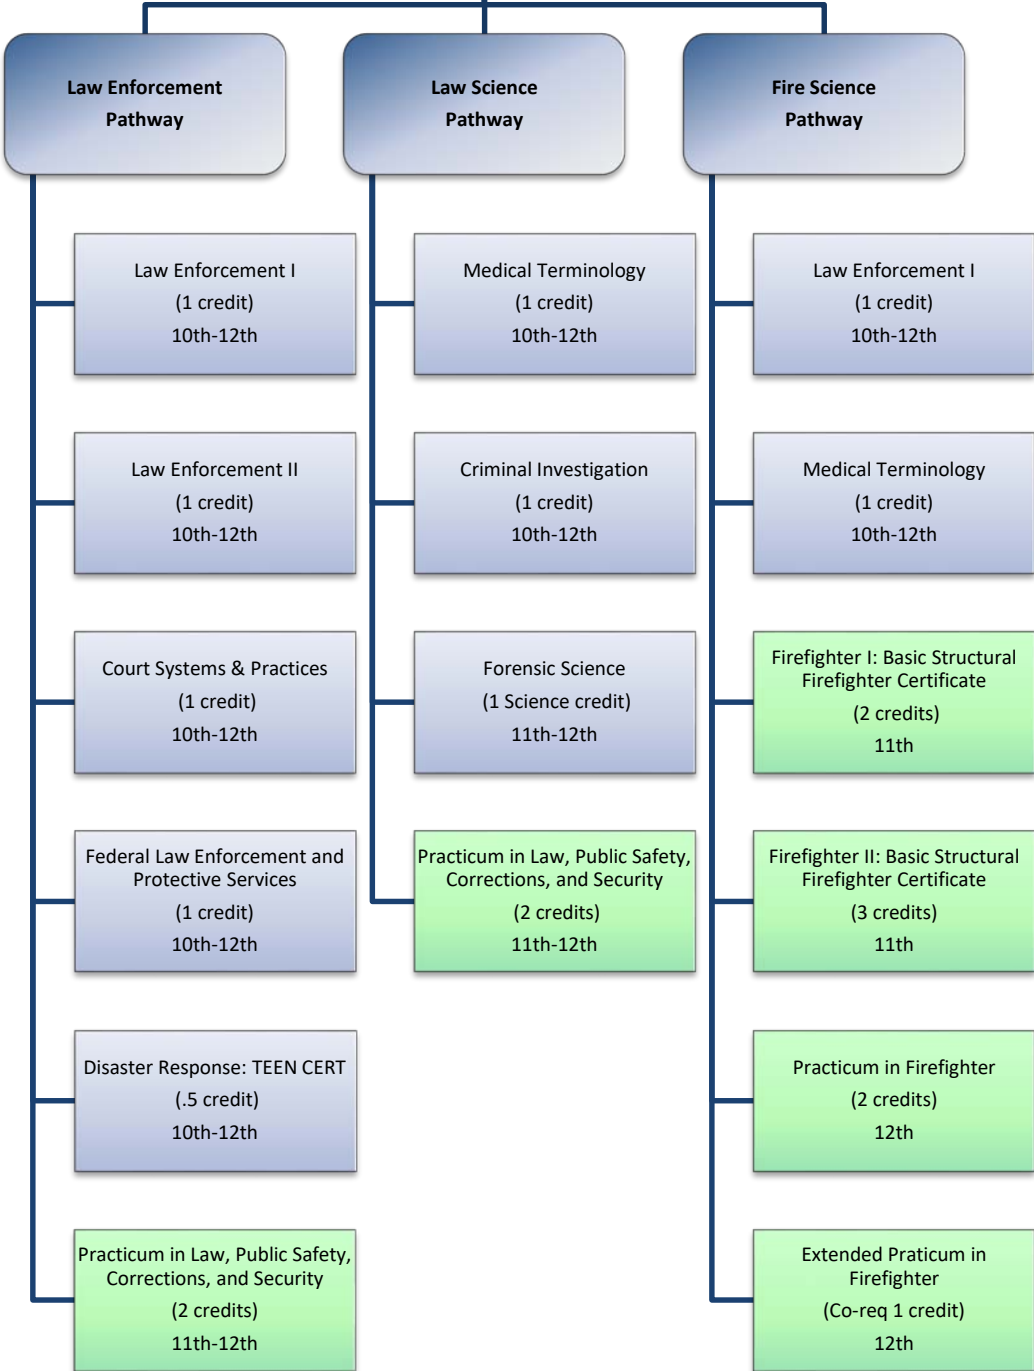 Law Enforcement
Pathway
Law Science
Pathway
Fire Science
Pathway
Law Enforcement I
(1 credit)
10th-12th
Law Enforcement II
(1 credit)
10th-12th
Court Systems & Practices
(1 credit)
10th-12th
Federal Law Enforcement and
Protective Services
(1 credit)
10th-12th
Disaster Response: TEEN CERT
(.5 credit)
10th-12th
Practicum in Law, Public Safety,
Corrections, and Security
(2 credits)
11th-12th
Medical Terminology
(1 credit)
10th-12th
Criminal Investigation
(1 credit)
10th-12th
Forensic Science
(1 Science credit)
11th-12th
Practicum in Law, Public Safety,
Corrections, and Security
(2 credits)
11th-12th
Law Enforcement I
(1 credit)
10th-12th
Medical Terminology
(1 credit)
10th-12th
Firefighter I: Basic Structural
Firefighter Certificate
(2 credits)
11th
Firefighter II: Basic Structural
Firefighter Certificate
(3 credits)
11th
Practicum in Firefighter
(2 credits)
12th
Extended Praticum in
Firefighter
(Co-req 1 credit)
12th